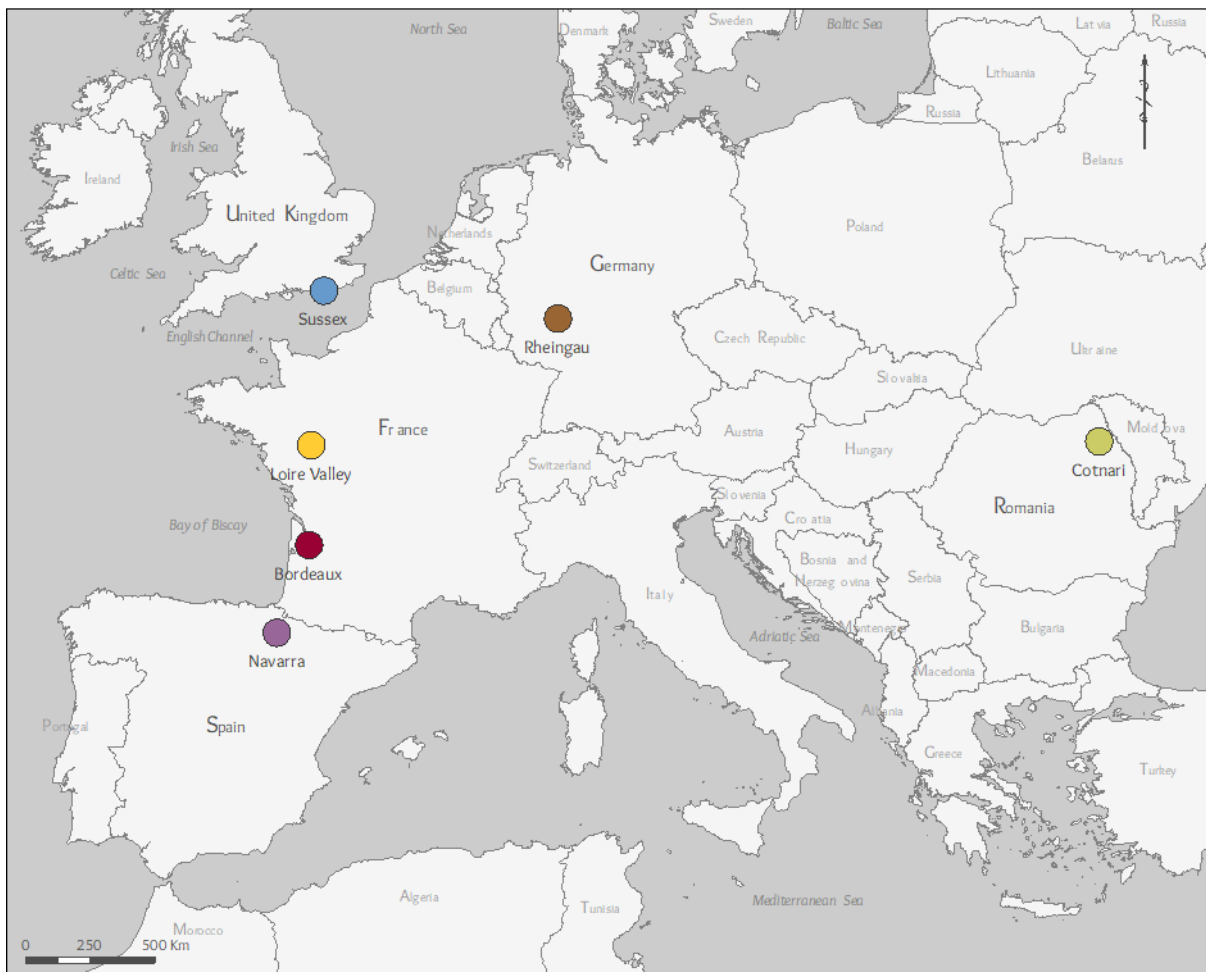 North Sea
Denmark
Sweden
Baltic Sea
Latvia
Russia
Lithuania
Russia
Irish Sea
Belarus
Ireland
United Kingdom
Netherlands
Poland
Celtic Sea
Germany
Belgium
Sussex
English Channel
Rheingau
Czech Republic
Ukraine
Slovakia
France
Austria
Moldova
Hungary
Loire Valley
Switzerland
Cotnari
Slovenia
Romania
Bay of Biscay
Croatia
Bordeaux
Bosnia and
Herzegovina
Serbia
Italy
Montenegro
Bulgaria
Adriatic Sea
Navarra
Macedonia
Portugal
Spain
Albania
Greece
Turkey
Algeria
Mediterranean Sea
Tunisia
Morocco
0 250 500 Km